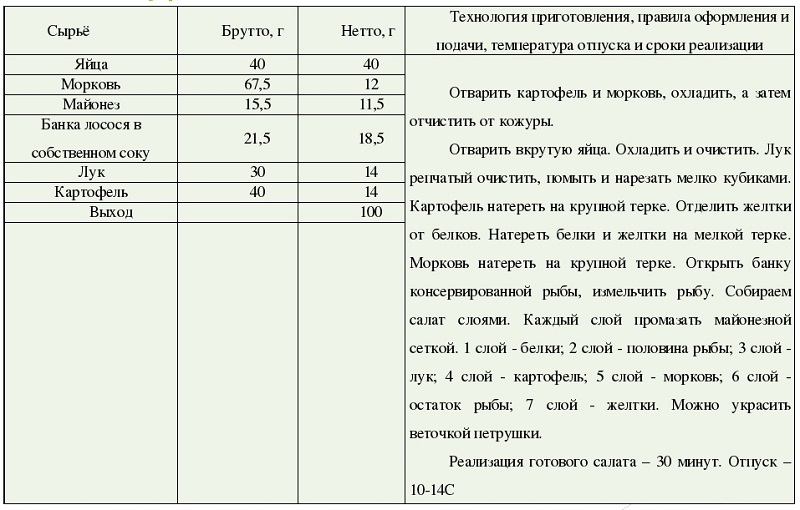 Сырьё Брутто, г Нетто, г Технология приготовления, правила оформления и
подачи, температура отпуска и сроки реализации
Яйца 40 40
Морковь 67,5 12
Майонез 15,5 11,5
Банка лосося в
собственном соку 21,5 18,5
Лук 30 14
Картофель 40 14
Выход 100
Отварить картофель и морковь, охладить, а затем
отчистить от кожуры.
Отварить вкрутую яйца. Охладить и очистить. Лук
репчатый очистить, помыть и нарезать мелко кубиками.
Картофель натереть на крупной терке. Отделить желтки
от белков. Натереть белки и желтки на мелкой терке.
Морковь натереть на крупной терке. Открыть банку
консервированной рыбы, измельчить рыбу. Собираем
салат слоями. Каждый слой промазать майонезной
сеткой. 1 слой - белки; 2 слой - половина рыбы; 3 слой -
лук; 4 слой - картофель; 5 слой - морковь; 6 слой -
остаток рыбы; 7 слой - желтки. Можно украсить
веточкой петрушки.
Реализация готового салата – 30 минут. Отпуск –
10-14С